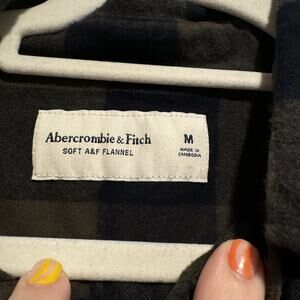 Abercrombie & Fitch
SOFT A&F FLANNEL
M
MADE IN
CAMBODIA